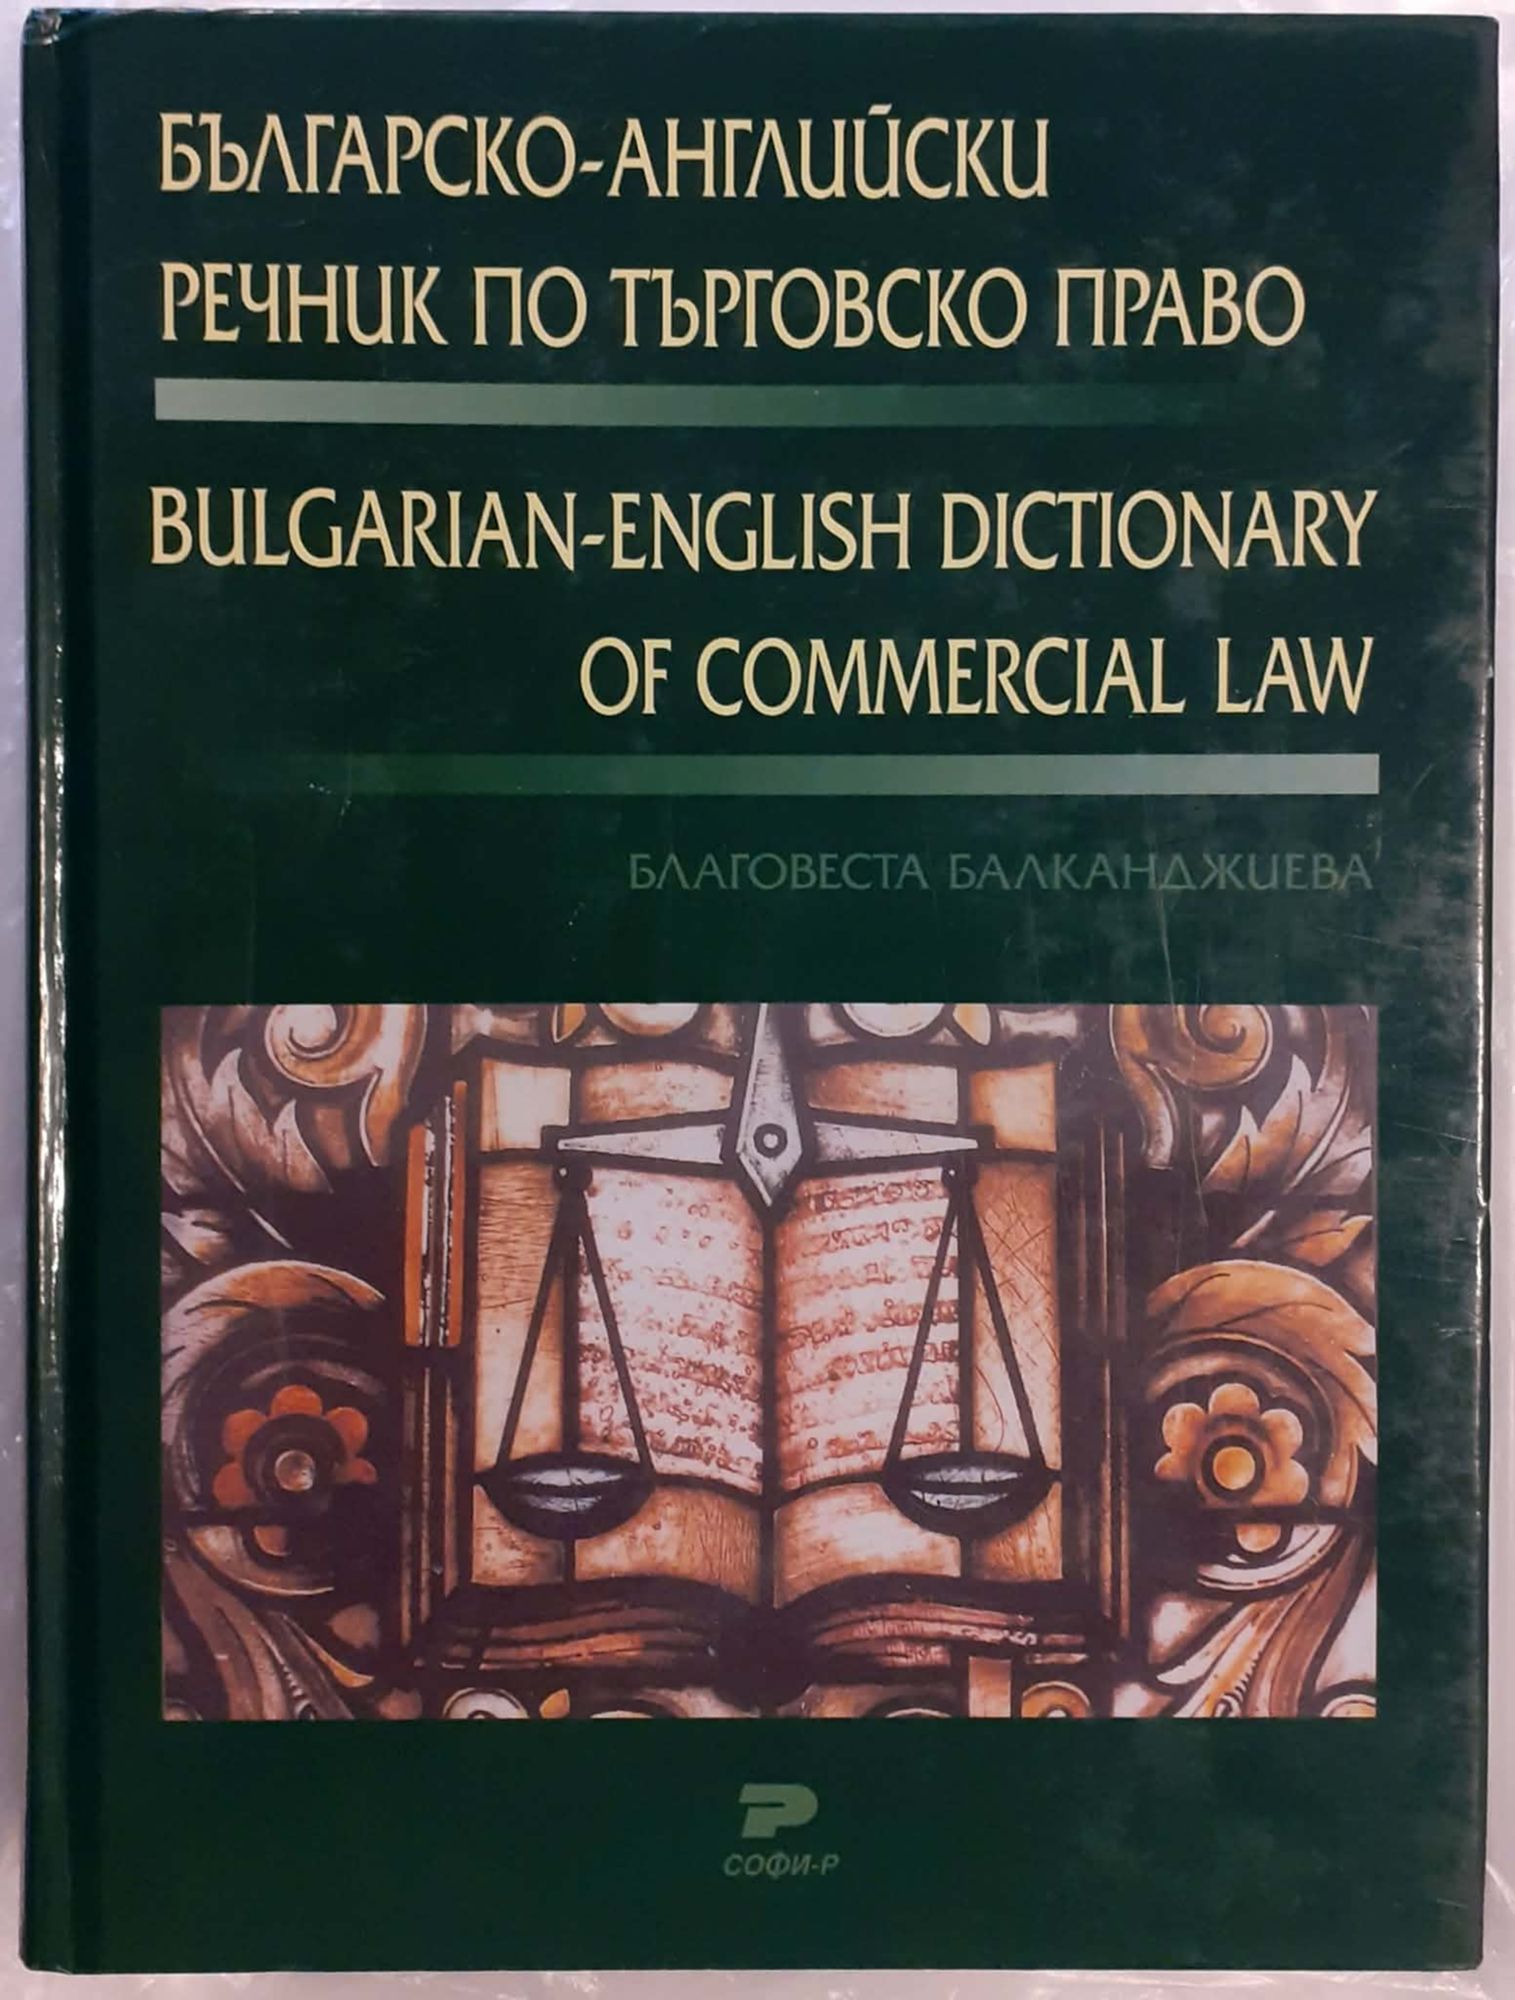 БЪЛГАРСКО-АНГЛИЙСКИ
РЕЧНИК ПО ТЪРГОВСКО ПРАВО
BULGARIAN-ENGLISH DICTIONARY
OF COMMERCIAL LAW
БЛАГОВЕСТА БАЛКАНДЖИЕВА
СОФИ-Р